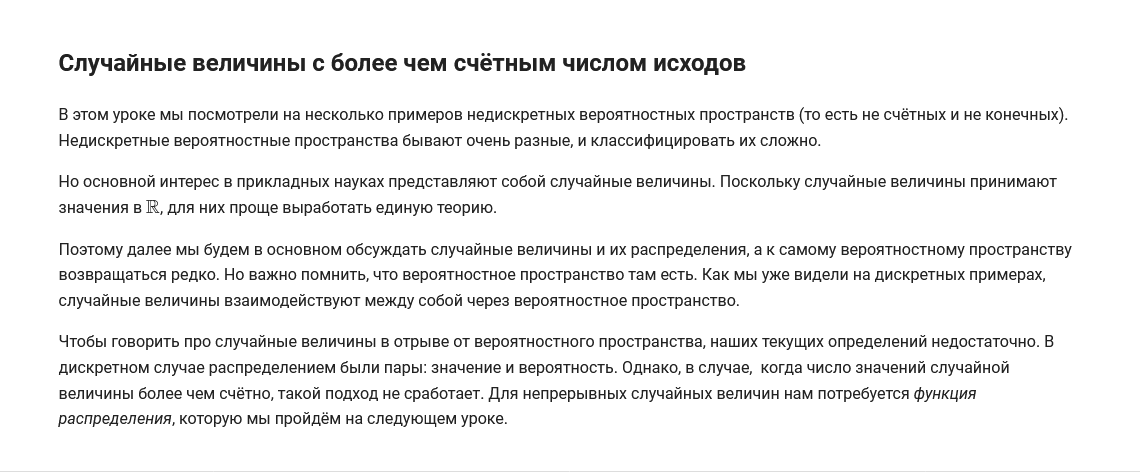 Случайные величины с более чем счётным числом исходов
В этом уроке мы посмотрели на несколько примеров недискретных вероятностных пространств (то есть не счётных и не конечных).
Недискретные вероятностные пространства бывают очень разные, и классифицировать их сложно.
Но основной интерес в прикладных науках представляют собой случайные величины. Поскольку случайные величины принимают
значения в ℝ, для них проще выработать единую теорию.
Поэтому далее мы будем в основном обсуждать случайные величины и их распределения, а к самому вероятностному пространству
возвращаться редко. Но важно помнить, что вероятностное пространство там есть. Как мы уже видели на дискретных примерах,
случайные величины взаимодействуют между собой через вероятностное пространство.
Чтобы говорить про случайные величины в отрыве от вероятностного пространства, наших текущих определений недостаточно. В
дискретном случае распределением были пары: значение и вероятность. Однако, в случае,  когда число значений случайной
величины более чем счётно, такой подход не сработает. Для непрерывных случайных величин нам потребуется функция
распределения, которую мы пройдём на следующем уроке.